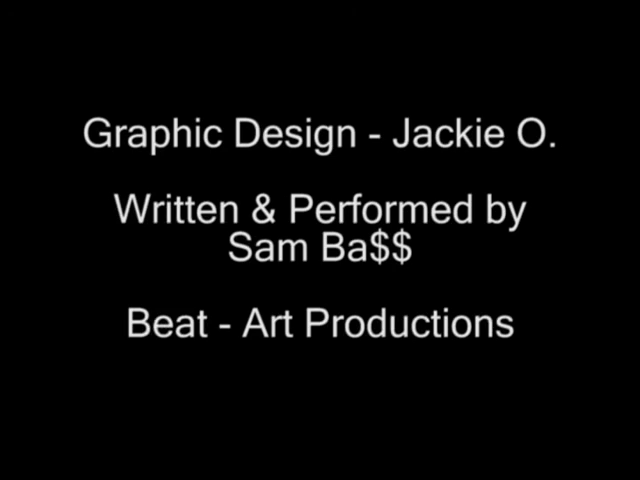 Graphic Design - Jackie O.
Written & Performed by
Sam Ba$$
Beat - Art Productions